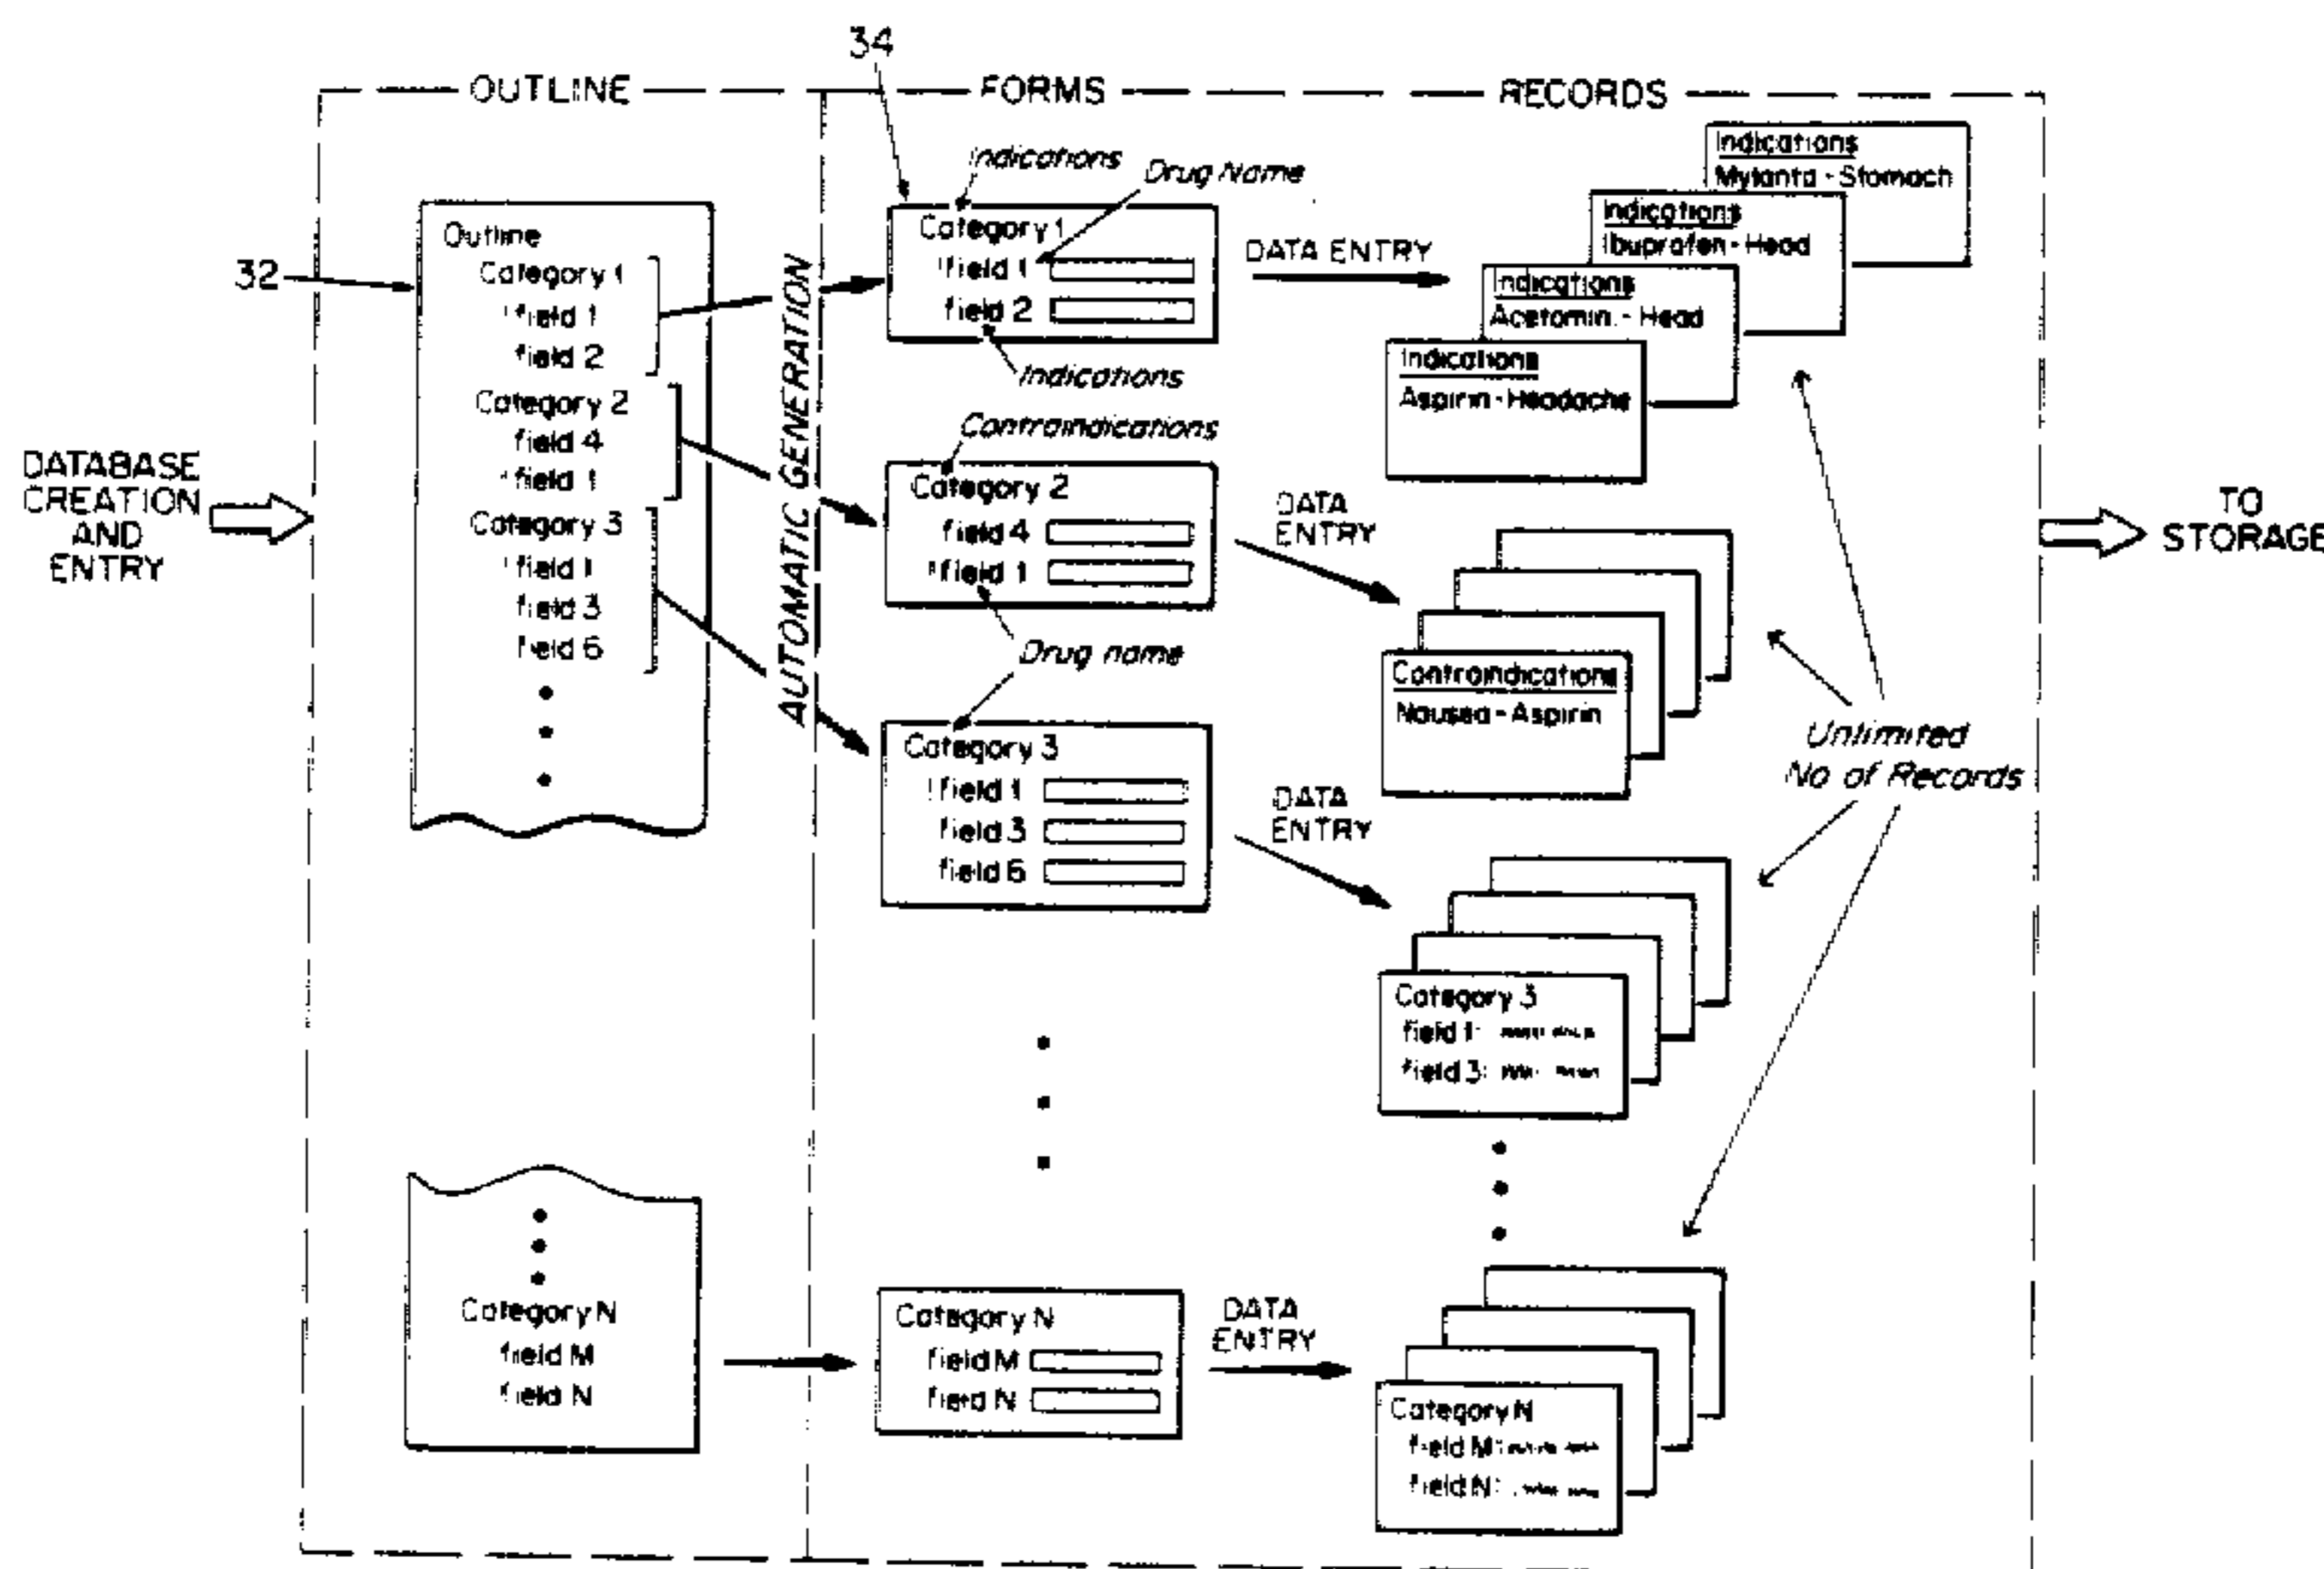 34
OUTLINE
FORMS
RECORDS
DATABASE
CREATION
AND
ENTRY
32
Outline
Category 1
!field 1
field 2
Category 2
field 4
!field 1
Category 3
!field 1
field 3
field 6
Category N
field M
field N
AUTOMATIC GENERATION
Indications
Drug Name
Category 1
!field 1
field 2
Indications
Contraindications
Category 2
field 4
!field 1
Drug name
Category 3
!field 1
field 3
field 6
Category N
field M
field N
DATA ENTRY
DATA
ENTRY
DATA
ENTRY
DATA
ENTRY
Indications
Mylanta - Stomach
Indications
Ibuprofen - Head
Indications
Acetomin. - Head
Indications
Aspirin - Headache
Contraindications
Nausea - Aspirin
Unlimited
No of Records
Category 3
field 1:
field 3:
Category N
field M:
field N:
TO
STORAGE